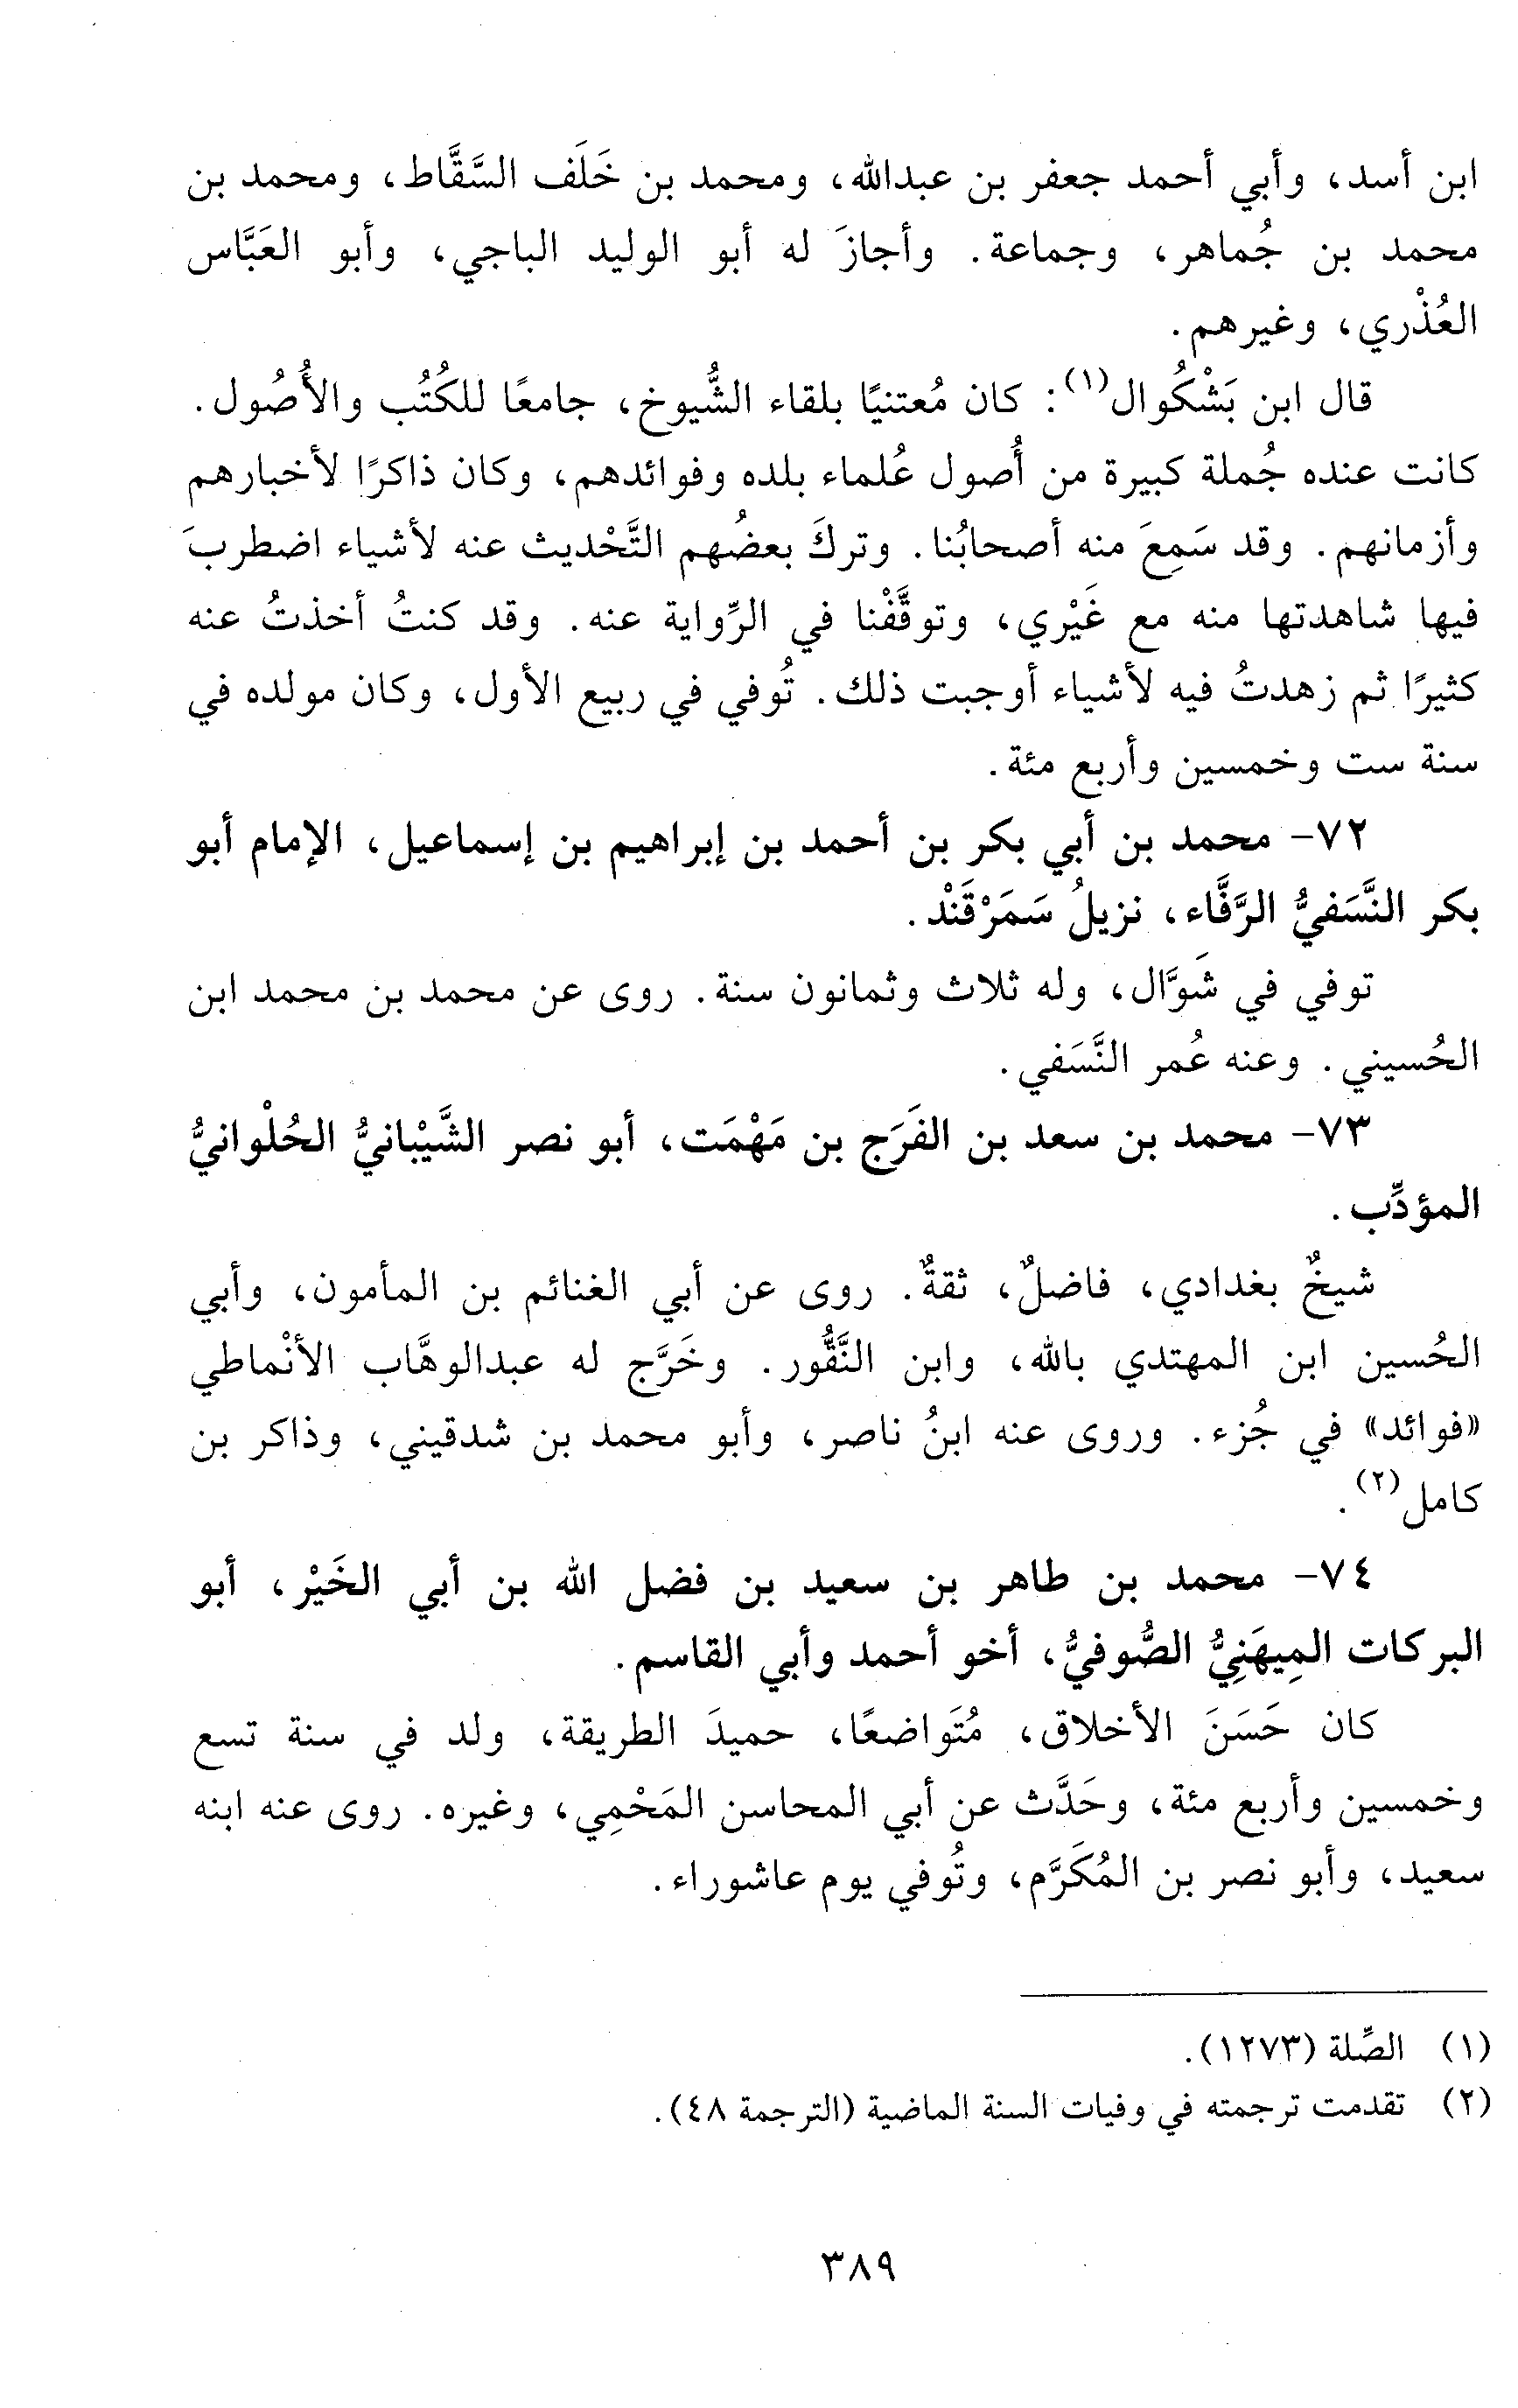 ابن أسد، وأبي أحمد جعفر بن عبدالله، ومحمد بن خَلَف السَّقَّاط، ومحمد بن
محمد بن جُماهر، وجماعة. وأجازَ له أبو الوليد الباجي، وأبو العَبَّاس
العُذْري، وغيرهم.
قال ابن بَشْكُوال(١): كان مُعتنيًا بلقاء الشُّيوخ، جامعًا للكُتُب والأُصُول.
كانت عنده جُملة كبيرة من أُصول عُلماء بلده وفوائدهم، وكان ذاكرًا لأخبارهم
وأزمانهم. وقد سَمِعَ منه أصحابُنا. وتركَ بعضُهم التَّحْديث عنه لأشياء اضطربَ
فيها شاهدتها منه مع غَيْري، وتوقَّفْنا في الرِّواية عنه. وقد كنتُ أخذتُ عنه
كثيرًا ثم زهدتُ فيه لأشياء أوجبت ذلك. تُوفي في ربيع الأول، وكان مولده في
سنة ست وخمسين وأربع مئة.
٧٢- محمد بن أبي بكر بن أحمد بن إبراهيم بن إسماعيل، الإمام أبو
بكر النَّسَفيُّ الرَّفَّاء، نزيلُ سَمَرْقَنْد.
توفي في شَوَّال، وله ثلاث وثمانون سنة. روى عن محمد بن محمد ابن
الحُسيني. وعنه عُمر النَّسَفي.
٧٣- محمد بن سعد بن الفَرَج بن مَهْمَت، أبو نصر الشَّيْبانيُّ الحُلْوانيُّ
المؤدِّب.
شيخٌ بغدادي، فاضلٌ، ثقةٌ. روى عن أبي الغنائم بن المأمون، وأبي
الحُسين ابن المهتدي بالله، وابن النَّقُّور. وخَرَّج له عبدالوهَّاب الأنْماطي
«فوائد» في جُزء. وروى عنه ابنُ ناصر، وأبو محمد بن شدقيني، وذاكر بن
كامل(٢).
٧٤- محمد بن طاهر بن سعيد بن فضل الله بن أبي الخَيْر، أبو
البركات المِيهَنِيُّ الصُّوفيُّ، أخو أحمد وأبي القاسم.
كان حَسَنَ الأخلاق، مُتَواضعًا، حميدَ الطريقة، ولد في سنة تسع
وخمسين وأربع مئة، وحَدَّث عن أبي المحاسن المَحْمِي، وغيره. روى عنه ابنه
سعيد، وأبو نصر بن المُكَرَّم، وتُوفي يوم عاشوراء.
(١) الصِّلة (١٢٧٣).
(٢) تقدمت ترجمته في وفيات السنة الماضية (الترجمة ٤٨).
٣٨٩